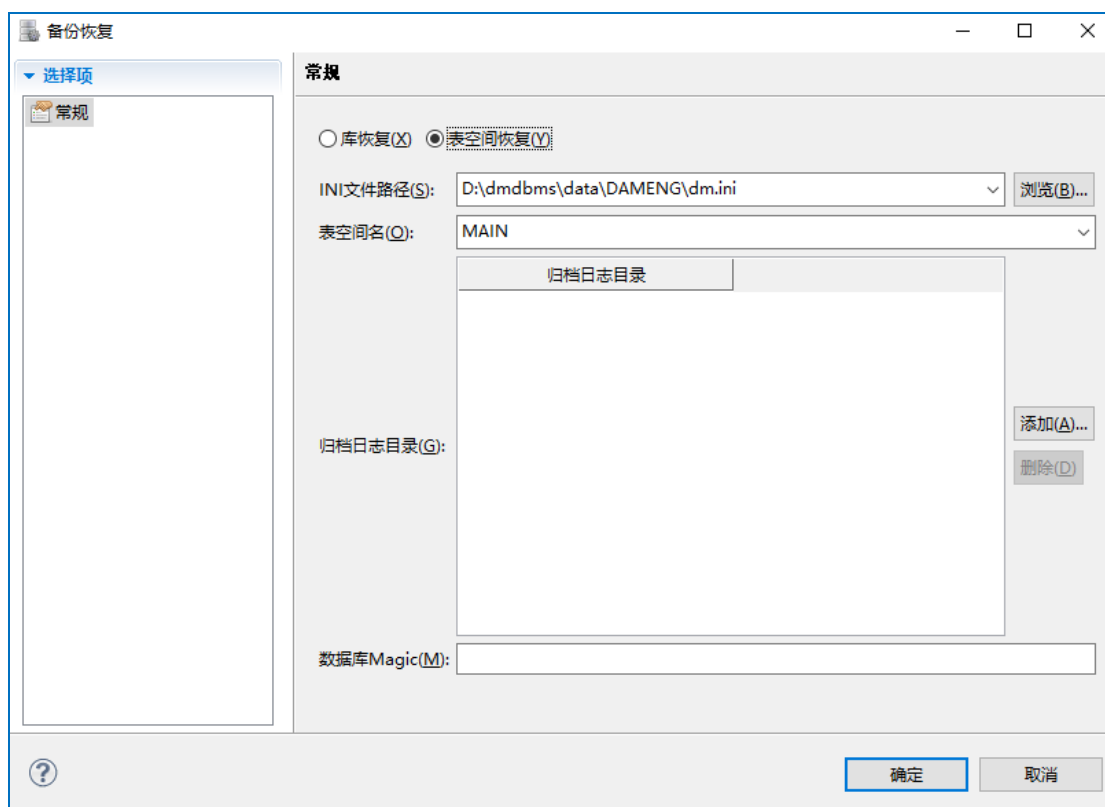 备份恢复
选择项
常规
常规
库恢复(X) 表空间恢复(Y)
INI文件路径(S): D:\dmdbms\data\DAMENG\dm.ini 浏览(B)...
表空间名(O): MAIN
归档日志目录
归档日志目录(G):
添加(A)...
删除(D)
数据库Magic(M):
确定 取消